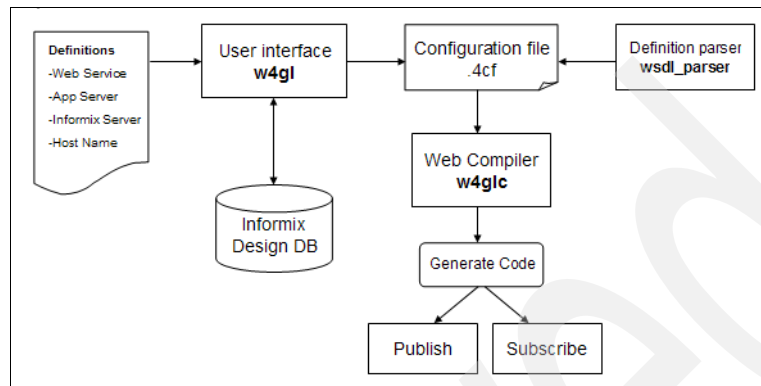 Definitions
-Web Service
-App Server
-Informix Server
-Host Name
User interface
w4gl
Configuration file
.4cf
Definition parser
wsdl_parser
Informix
Design DB
Web Compiler
w4glc
Generate Code
Publish
Subscribe